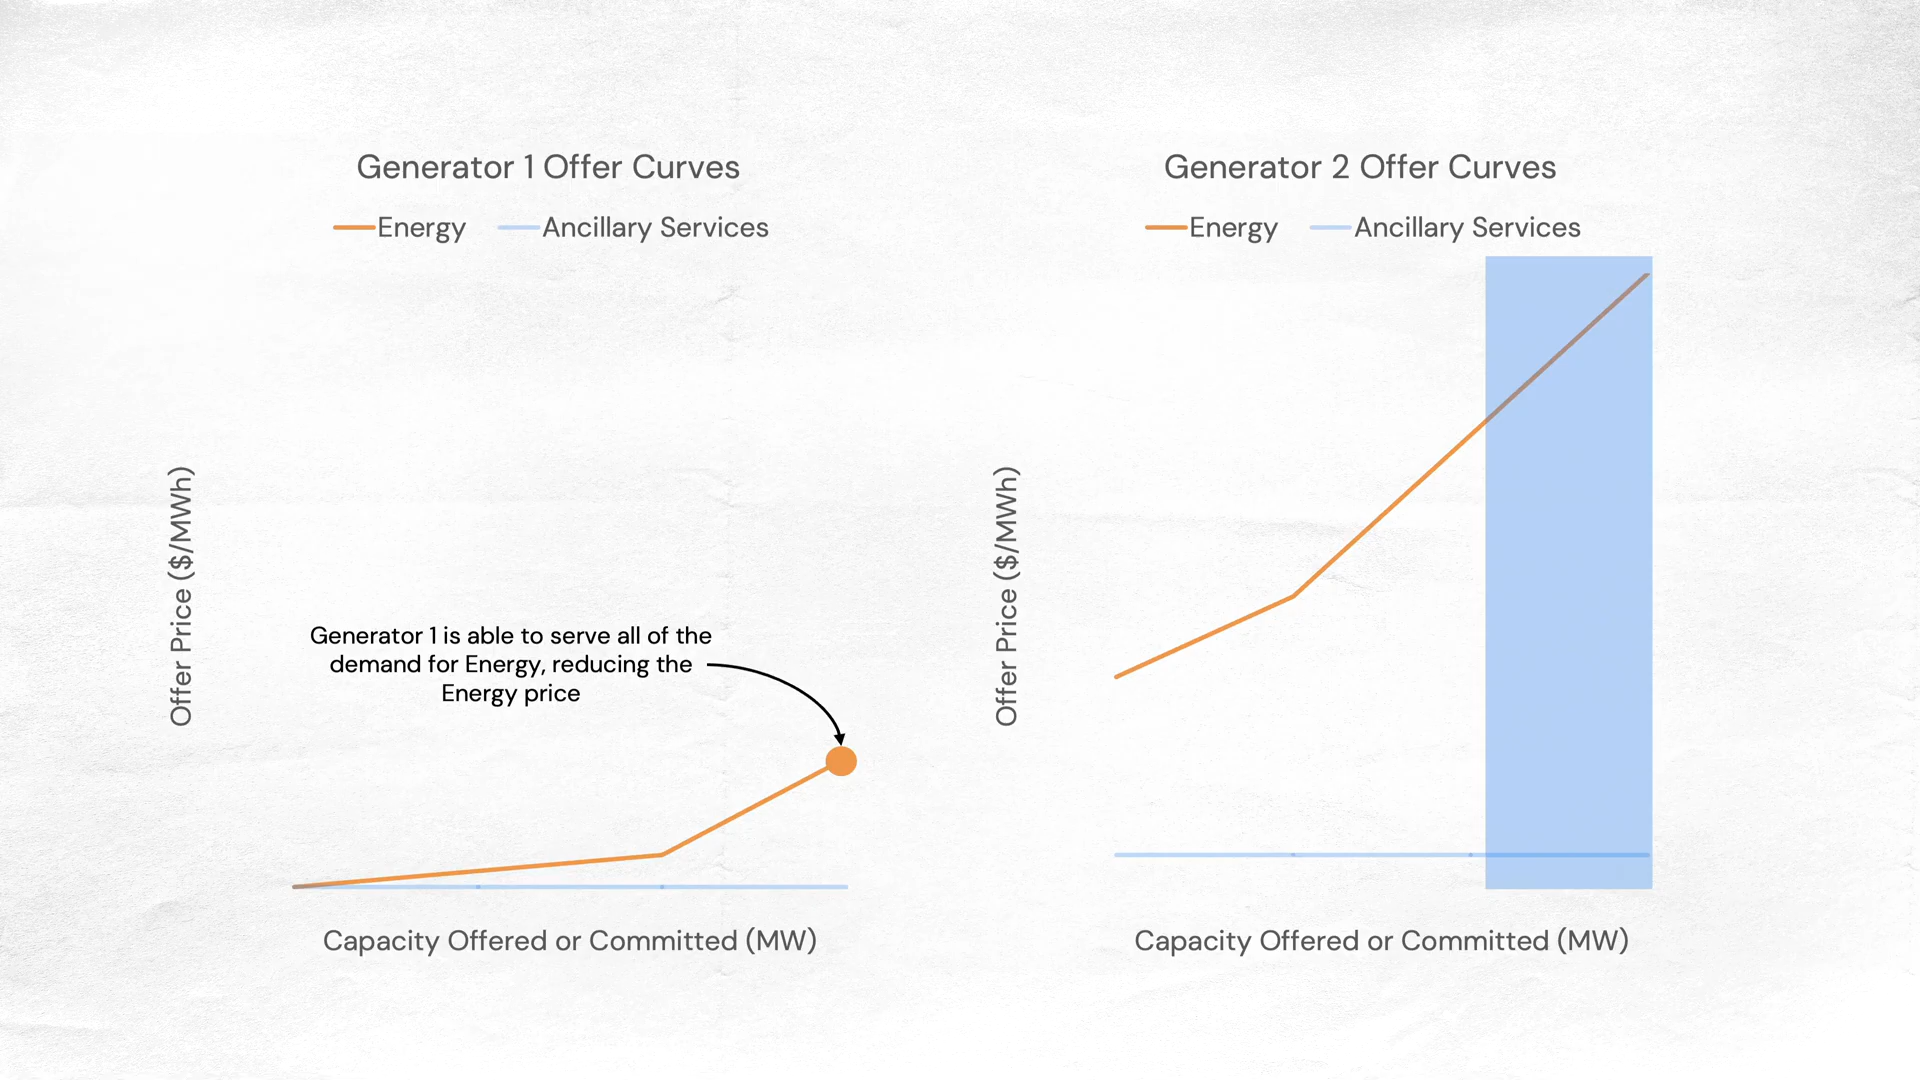 Generator 1 Offer Curves
Energy
Ancillary Services
Offer Price ($/MWh)
Generator 1 is able to serve all of the
demand for Energy, reducing the
Energy price
Capacity Offered or Committed (MW)
Generator 2 Offer Curves
Energy
Ancillary Services
Offer Price ($/MWh)
Capacity Offered or Committed (MW)